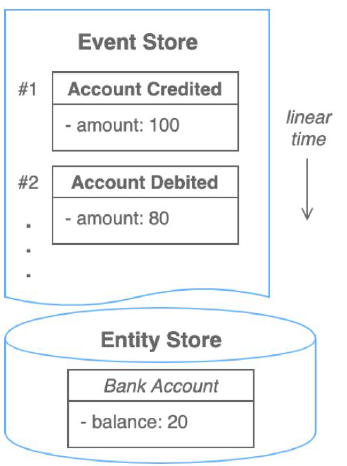 Event Store
#1 Account Credited
- amount: 100
linear
time
#2 Account Debited
- amount: 80
.
.
.
Entity Store
Bank Account
- balance: 20